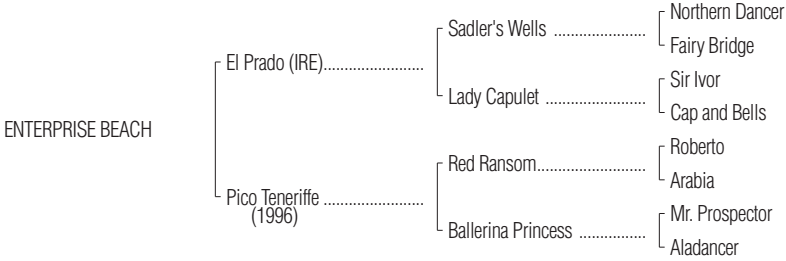 Northern Dancer
Sadler's Wells ......................
Fairy Bridge
El Prado (IRE)........................
Sir Ivor
Lady Capulet ........................
Cap and Bells
ENTERPRISE BEACH
Roberto
Red Ransom..........................
Arabia
Pico Teneriffe ........................
(1996)
Mr. Prospector
Ballerina Princess ................
Aladancer